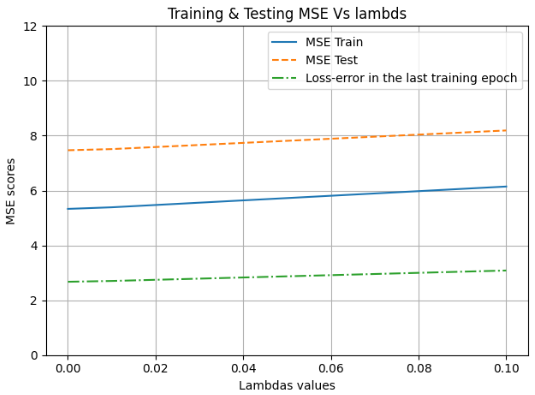 Training & Testing MSE Vs lambds
MSE Train
MSE Test
Loss-error in the last training epoch
MSE scores
12
10
8
6
4
2
0
0.00 0.02 0.04 0.06 0.08 0.10
Lambdas values